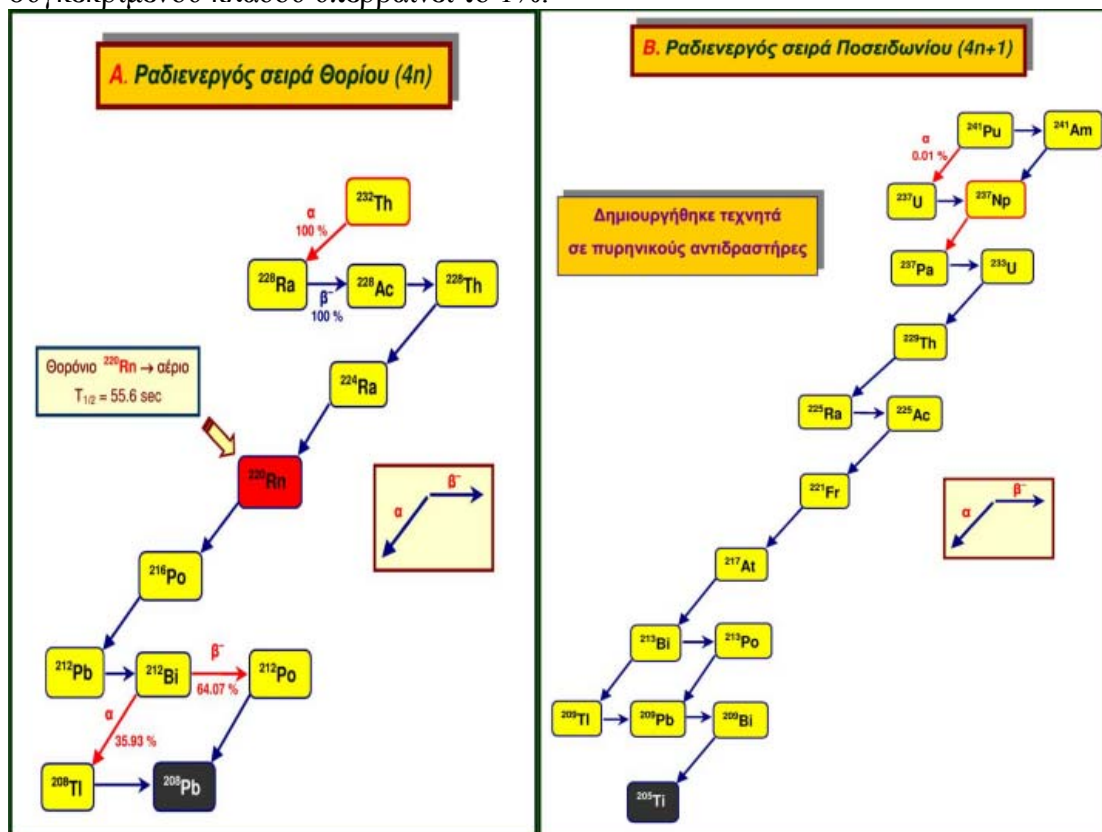 Α. Ραδιενεργός σειρά Θορίου (4n)
²³²Th
α
100 %
²²⁸Ra
β⁻
100 %
²²⁸Ac
²²⁸Th
Θορόνιο ²²⁰Rn → αέριο
T1/2 = 55.6 sec
²²⁴Ra
²²⁰Rn
β⁻
α
²¹⁶Po
²¹²Pb
²¹²Bi
β⁻
64.07 %
²¹²Po
α
35.93 %
²⁰⁸Tl
²⁰⁸Pb
Β. Ραδιενεργός σειρά Ποσειδωνίου (4n+1)
²⁴¹Pu
²⁴¹Am
α
0.01 %
²³⁷U
²³⁷Np
Δημιουργήθηκε τεχνητά
σε πυρηνικούς αντιδραστήρες
²³⁷Pa
²³³U
²²⁹Th
²²⁵Ra
²²⁵Ac
²²¹Fr
β⁻
α
²¹⁷At
²¹³Bi
²¹³Po
²⁰⁹Tl
²⁰⁹Pb
²⁰⁹Bi
²⁰⁵Ti